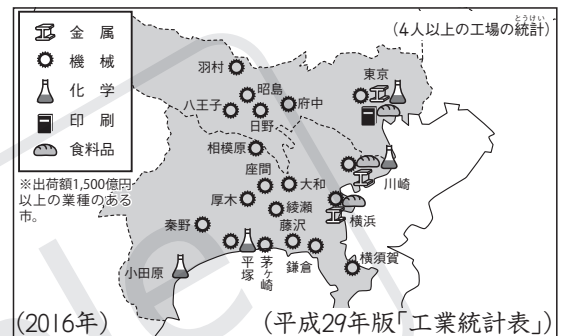 金属
機械
化学
印刷
食料品
※出荷額1,500億円
以上の業種のある
市。
とうけい
(4人以上の工場の統計)
羽村
昭島
東京
八王子
府中
日野
相模原
座間
大和
川崎
厚木
綾瀬
横浜
秦野
藤沢
平塚
茅ヶ崎
鎌倉
横須賀
小田原
(2016年)
(平成29年版「工業統計表」)